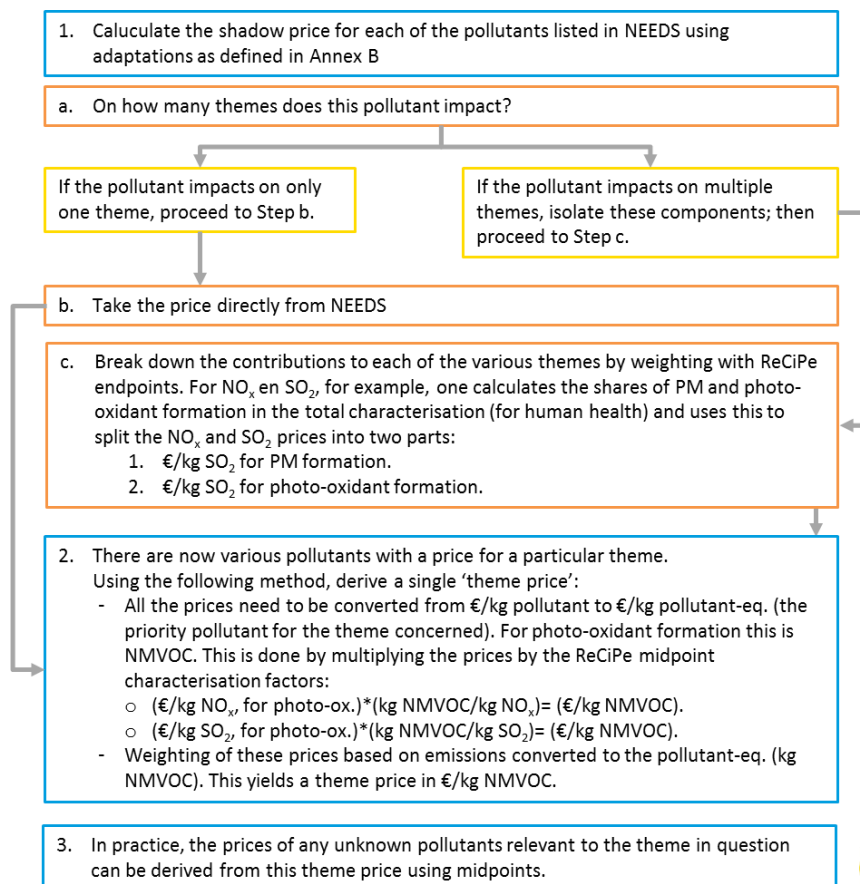 1. Caluculate the shadow price for each of the pollutants listed in NEEDS using
adaptations as defined in Annex B
a. On how many themes does this pollutant impact?
If the pollutant impacts on only
one theme, proceed to Step b.
If the pollutant impacts on multiple
themes, isolate these components; then
proceed to Step c.
b. Take the price directly from NEEDS
c. Break down the contributions to each of the various themes by weighting with ReCiPe
endpoints. For NOₓ en SO₂, for example, one calculates the shares of PM and photo-
oxidant formation in the total characterisation (for human health) and uses this to
split the NOₓ and SO₂ prices into two parts:
1. €/kg SO₂ for PM formation.
2. €/kg SO₂ for photo-oxidant formation.
2. There are now various pollutants with a price for a particular theme.
Using the following method, derive a single ‘theme price’:
- All the prices need to be converted from €/kg pollutant to €/kg pollutant-eq. (the
priority pollutant for the theme concerned). For photo-oxidant formation this is
NMVOC. This is done by multiplying the prices by the ReCiPe midpoint
characterisation factors:
o (€/kg NOₓ, for photo-ox.)*(kg NMVOC/kg NOₓ)= (€/kg NMVOC).
o (€/kg SO₂, for photo-ox.)*(kg NMVOC/kg SO₂)= (€/kg NMVOC).
- Weighting of these prices based on emissions converted to the pollutant-eq. (kg
NMVOC). This yields a theme price in €/kg NMVOC.
3. In practice, the prices of any unknown pollutants relevant to the theme in question
can be derived from this theme price using midpoints.